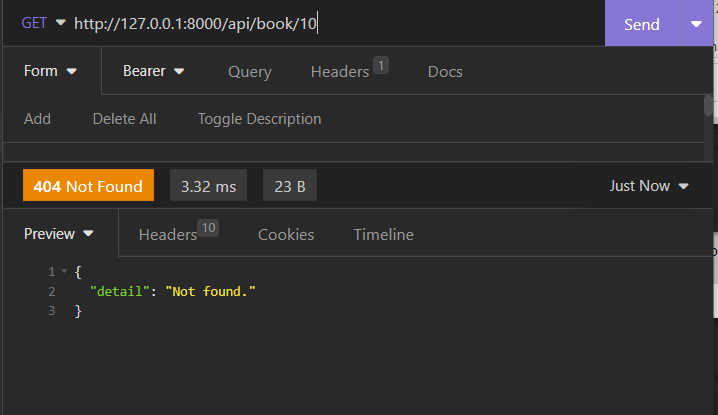 GET http://127.0.0.1:8000/api/book/10 Send
Form Bearer Query Headers 1 Docs
Add Delete All Toggle Description
404 Not Found 3.32 ms 23 B Just Now
Preview Headers 10 Cookies Timeline
1 {
2 "detail": "Not found."
3 }